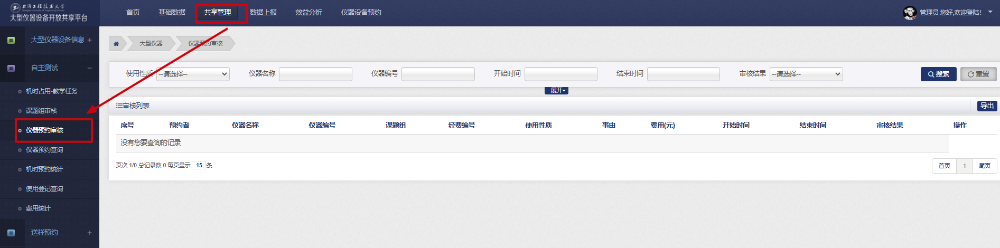 上海工程技术大学
Shanghai University of Engineering Science
大型仪器设备开放共享平台
首页 基础数据 共享管理 数据上报 效益分析 仪器设备预约
管理员 您好,欢迎登陆!
大型仪器设备信息
自主测试
机时占用-教学任务
课题组审核
仪器预约审核
仪器预约查询
机时预约统计
使用登记查询
费用统计
送样预约
大型仪器 仪器预约审核
使用性质 --请选择-- 仪器名称 仪器编号 开始时间 结束时间 审核结果 --请选择-- 搜索 重置
展开
审核列表 导出
序号 预约者 仪器名称 仪器编号 课题组 经费编号 使用性质 事由 费用(元) 开始时间 结束时间 审核结果 操作
没有您要查询的记录
页次 1/0 总记录数 0 每页显示 15 条
首页 1 尾页